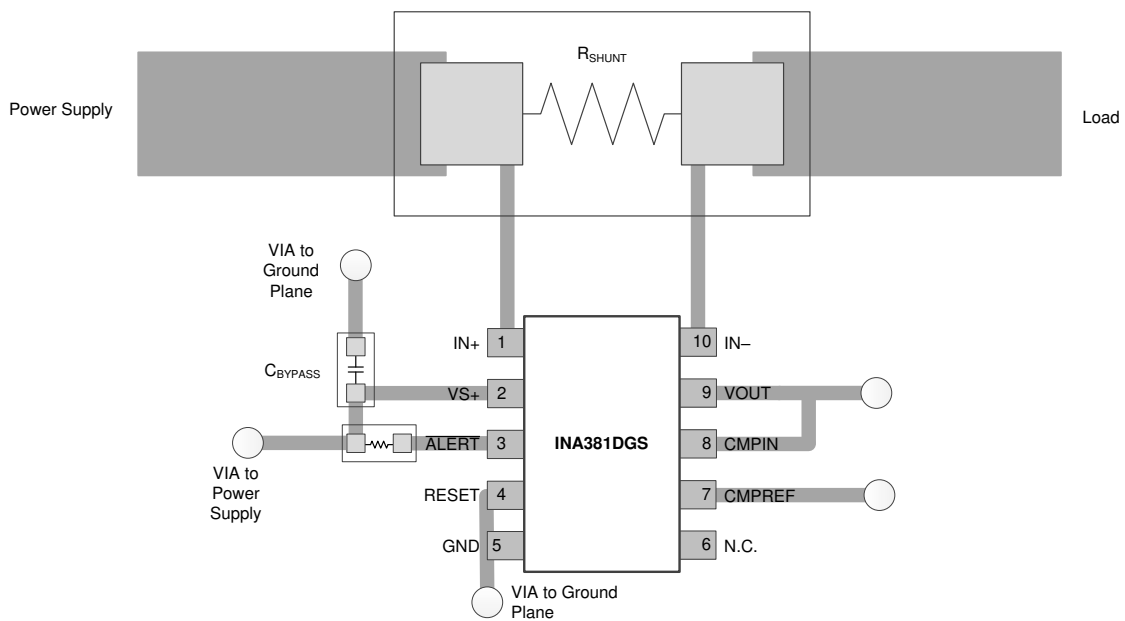 R_SHUNT
Power Supply
Load
VIA to
Ground
Plane
C_BYPASS
IN+ 1
10 IN–
VS+ 2
9 VOUT
ALERT 3
INA381DGS
8 CMPIN
VIA to
Power
Supply
RESET 4
7 CMPREF
GND 5
6 N.C.
VIA to Ground
Plane